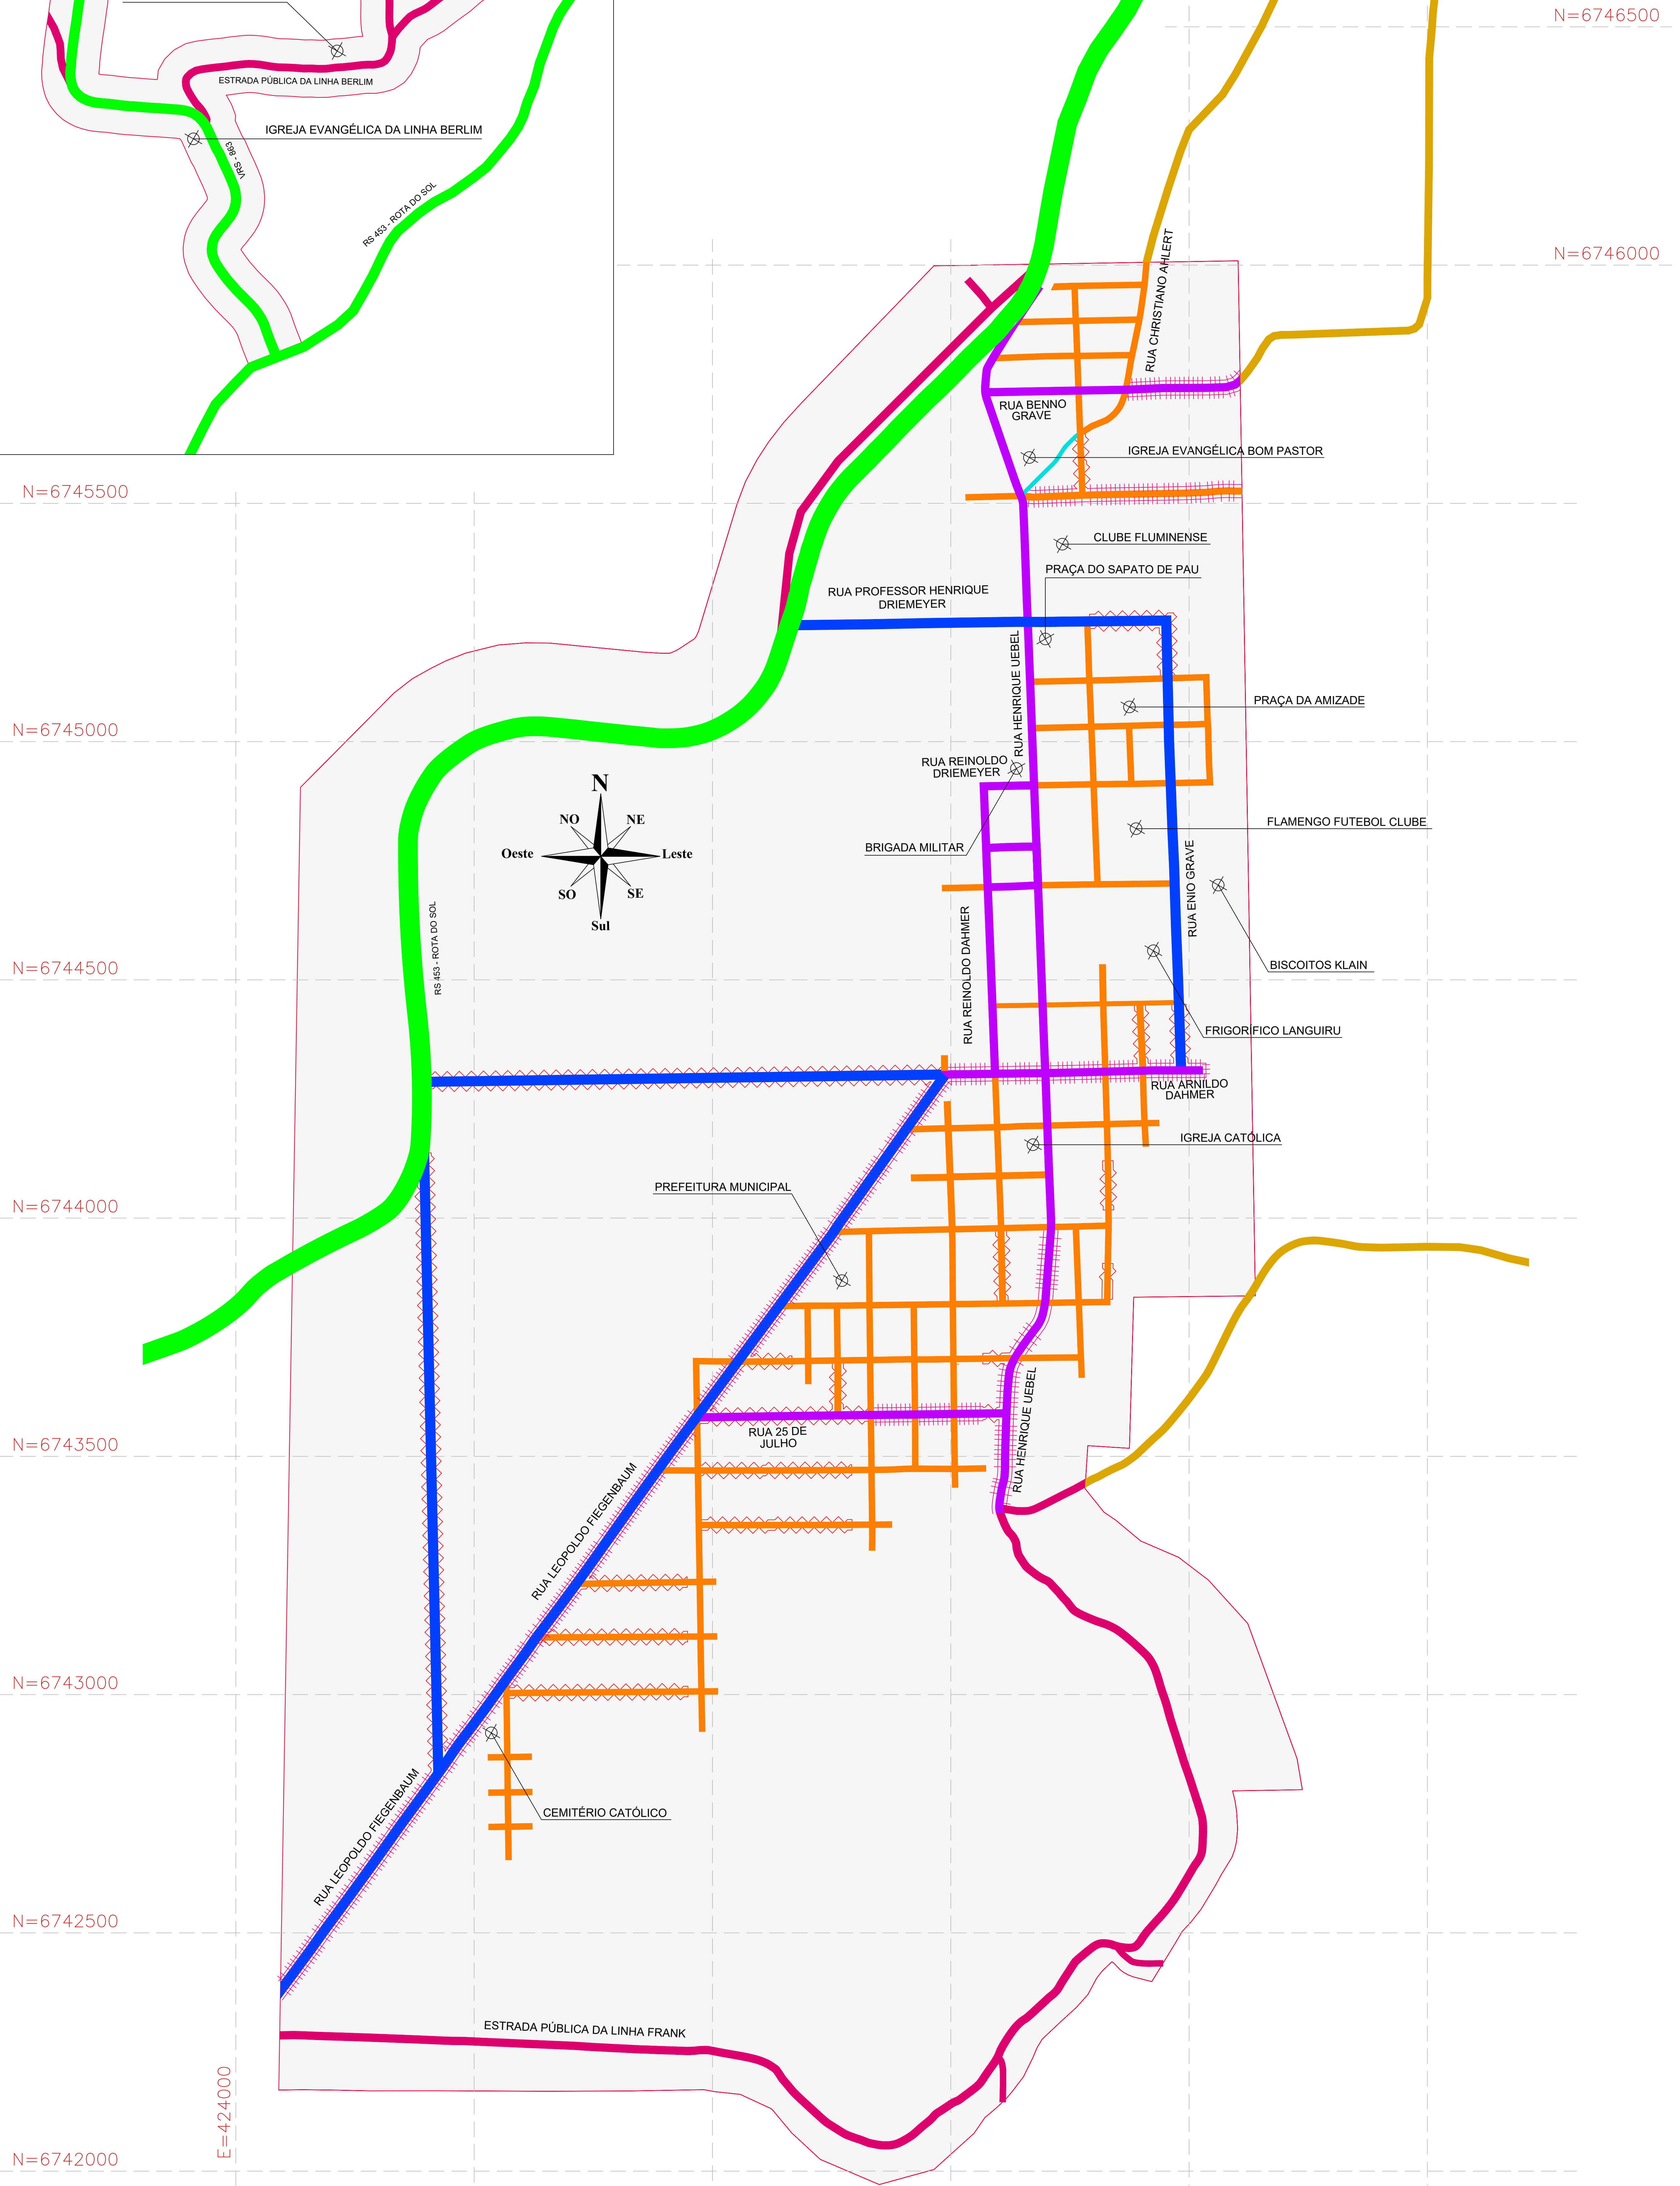 N=6746500
ESTRADA PÚBLICA DA LINHA BERLIM
IGREJA EVANGÉLICA DA LINHA BERLIM
VRS - 863
RS 453 - ROTA DO SOL
N=6746000
RUA CHRISTIANO AHLERT
RUA BENNO
GRAVE
IGREJA EVANGÉLICA BOM PASTOR
N=6745500
CLUBE FLUMINENSE
PRAÇA DO SAPATO DE PAU
RUA PROFESSOR HENRIQUE
DRIEMEYER
RUA HENRIQUE UEBEL
PRAÇA DA AMIZADE
N=6745000
RUA REINOLDO
DRIEMEYER
N
NO
NE
Oeste
Leste
SO
SE
Sul
FLAMENGO FUTEBOL CLUBE
BRIGADA MILITAR
RUA ENIO GRAVE
RS 453 - ROTA DO SOL
RUA REINOLDO DAHMER
BISCOITOS KLAIN
N=6744500
FRIGORÍFICO LANGUIRU
RUA ARNILDO
DAHMER
IGREJA CATÓLICA
PREFEITURA MUNICIPAL
N=6744000
RUA HENRIQUE UEBEL
RUA 25 DE
JULHO
N=6743500
RUA LEOPOLDO FIEGENBAUM
N=6743000
RUA LEOPOLDO FIEGENBAUM
CEMITÉRIO CATÓLICO
N=6742500
ESTRADA PÚBLICA DA LINHA FRANK
E=424000
N=6742000